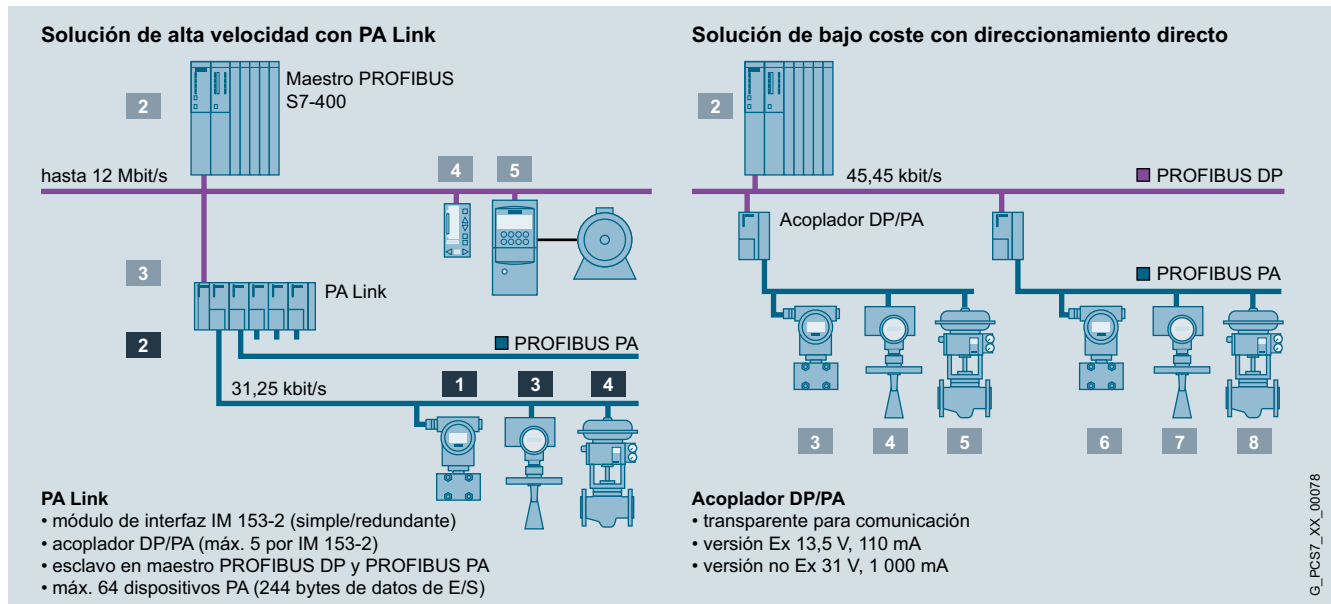 Solución de alta velocidad con PA Link
2
Maestro PROFIBUS
S7-400
hasta 12 Mbit/s
4
5
3
PA Link
2
PROFIBUS PA
31,25 kbit/s
1
3
4
PA Link
• módulo de interfaz IM 153-2 (simple/redundante)
• acoplador DP/PA (máx. 5 por IM 153-2)
• esclavo en maestro PROFIBUS DP y PROFIBUS PA
• máx. 64 dispositivos PA (244 bytes de datos de E/S)
Solución de bajo coste con direccionamiento directo
2
45,45 kbit/s
PROFIBUS DP
Acoplador DP/PA
PROFIBUS PA
3
4
5
6
7
8
Acoplador DP/PA
• transparente para comunicación
• versión Ex 13,5 V, 110 mA
• versión no Ex 31 V, 1 000 mA
G_PCS7_XX_00078